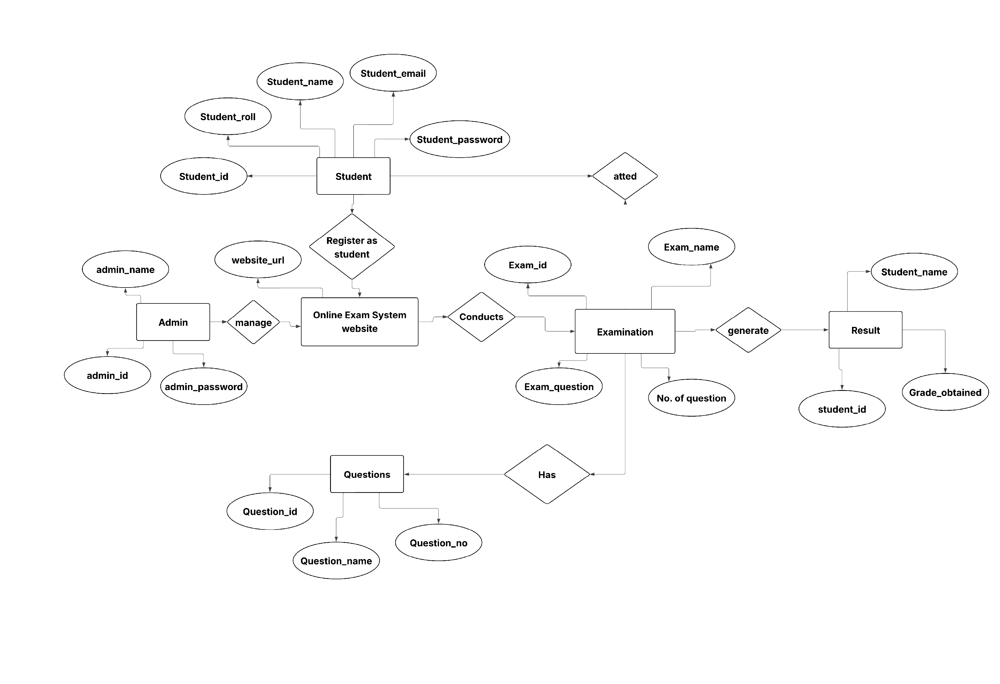 Student_email
Student_name
Student_roll
Student_password
Student_id
Student
atted
Register as
student
Exam_name
website_url
Exam_id
admin_name
Student_name
Online Exam System
website
Conducts
Admin
manage
Examination
generate
Result
admin_id
admin_password
Exam_question
No. of question
Grade_obtained
student_id
Questions
Has
Question_id
Question_no
Question_name